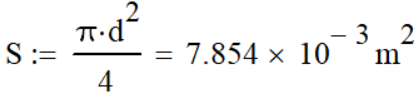 S := π·d²/4 = 7.854 × 10⁻³ m²